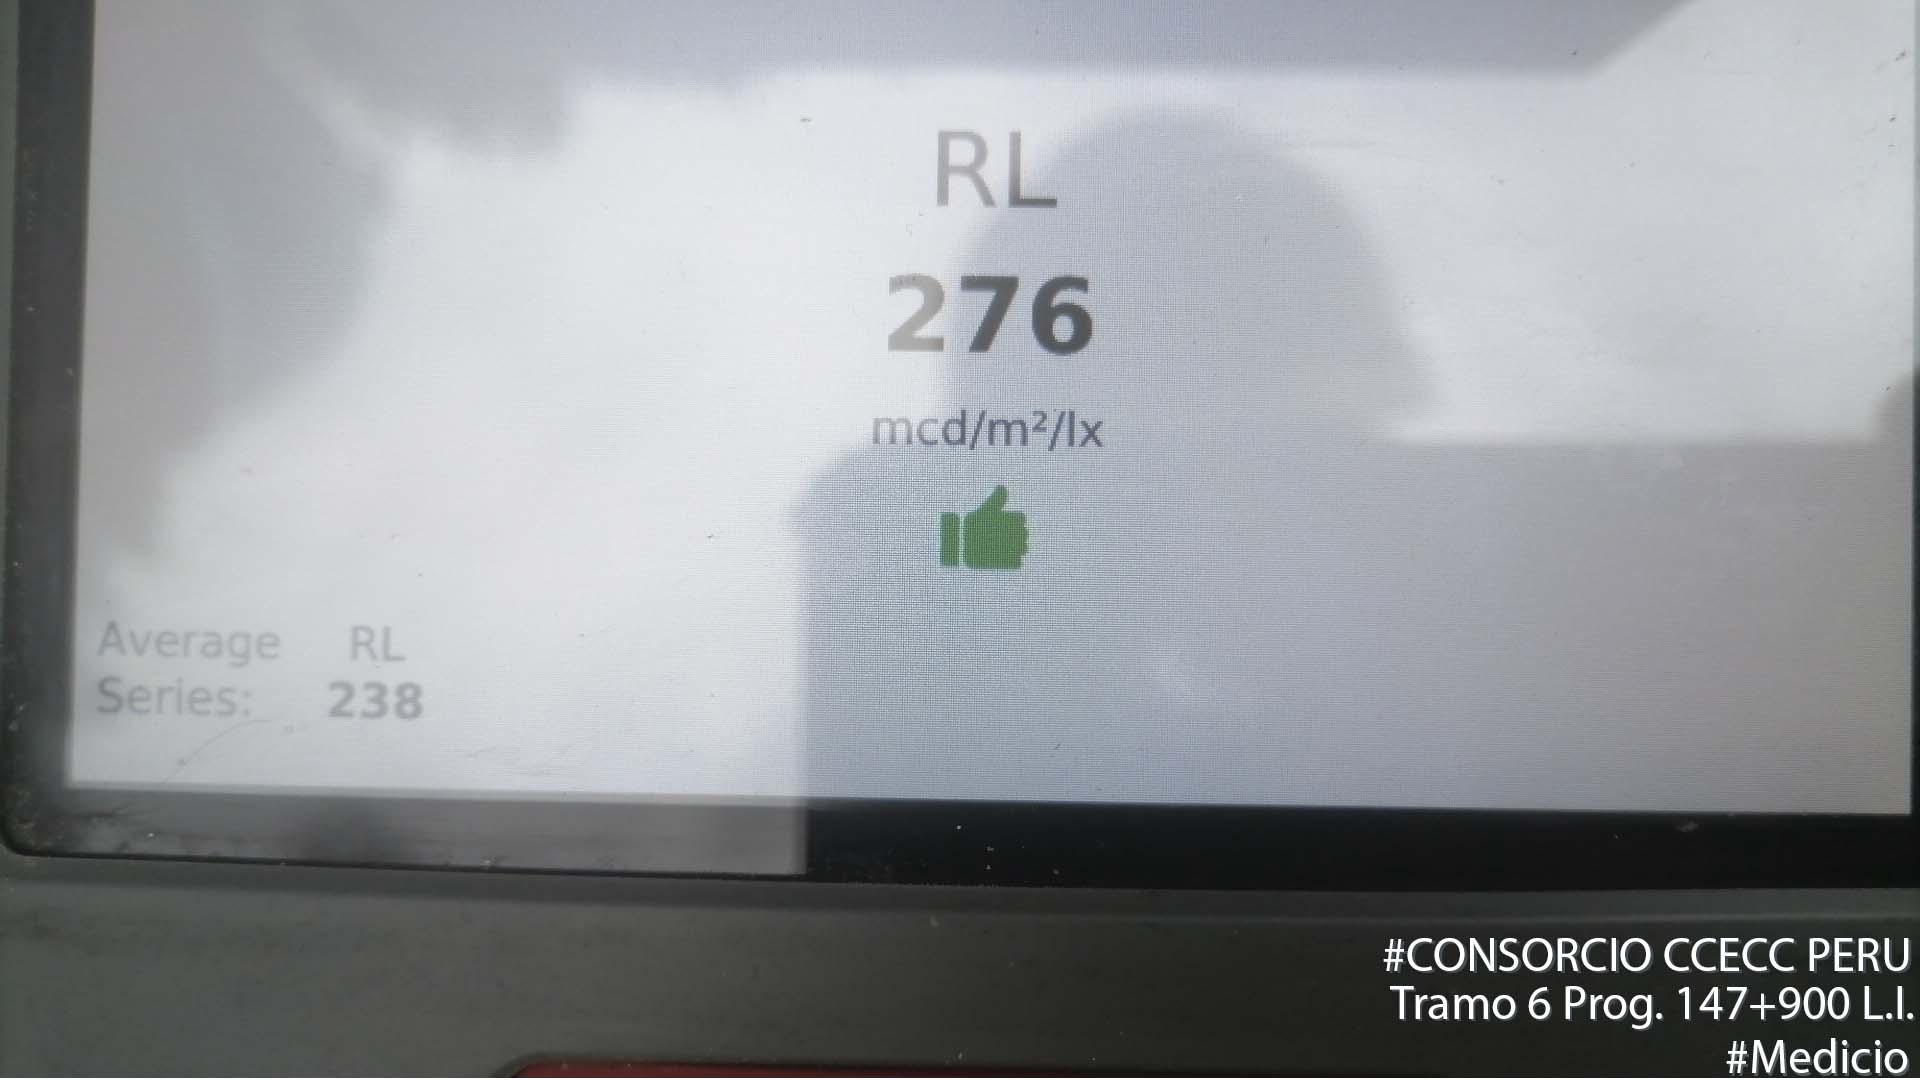 RL
276
mcd/m²/lx
Average RL
Series: 238
#CONSORCIO CCECC PERU
Tramo 6 Prog. 147+900 L.I.
#Medicio